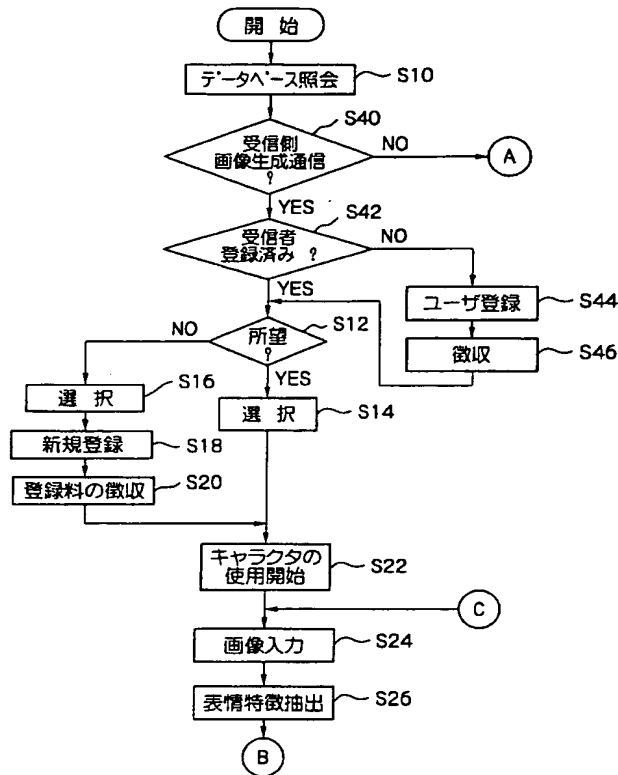 開 始
データベース照会
S10
受信側
画像生成通信
?
S40
NO
A
YES
受信者
登録済み ?
S42
NO
YES
ユーザ登録
S44
徴収
S46
所望
?
S12
NO
YES
選 択
S16
選 択
S14
新規登録
S18
登録料の徴収
S20
キャラクタの
使用開始
S22
C
画像入力
S24
表情特徴抽出
S26
B